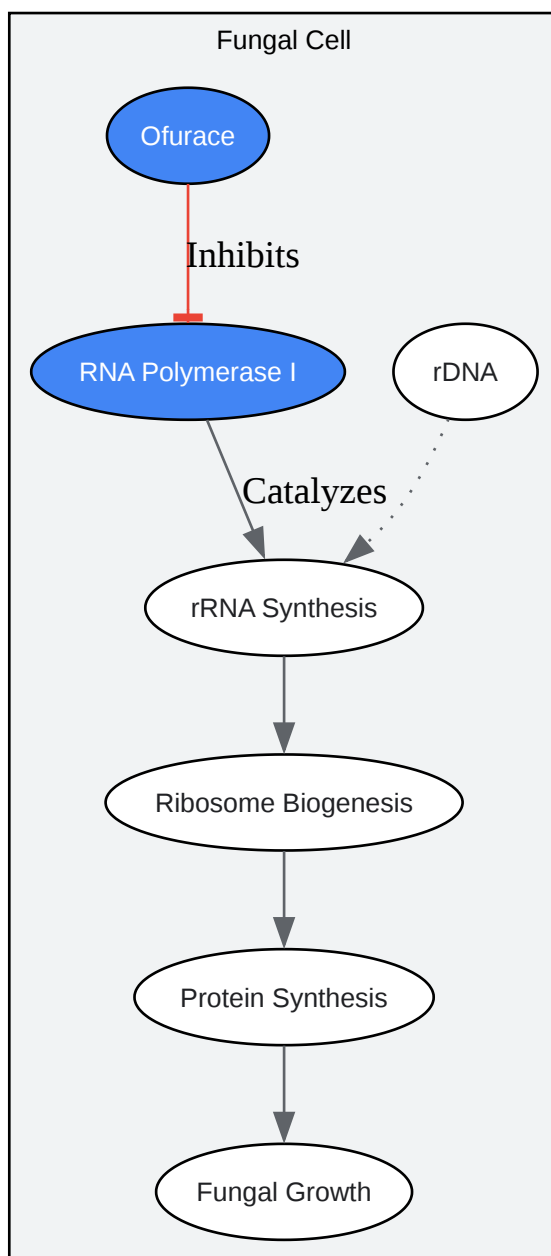 Fungal Cell
Ofurace
Inhibits
RNA Polymerase I
rDNA
Catalyzes
rRNA Synthesis
Ribosome Biogenesis
Protein Synthesis
Fungal Growth